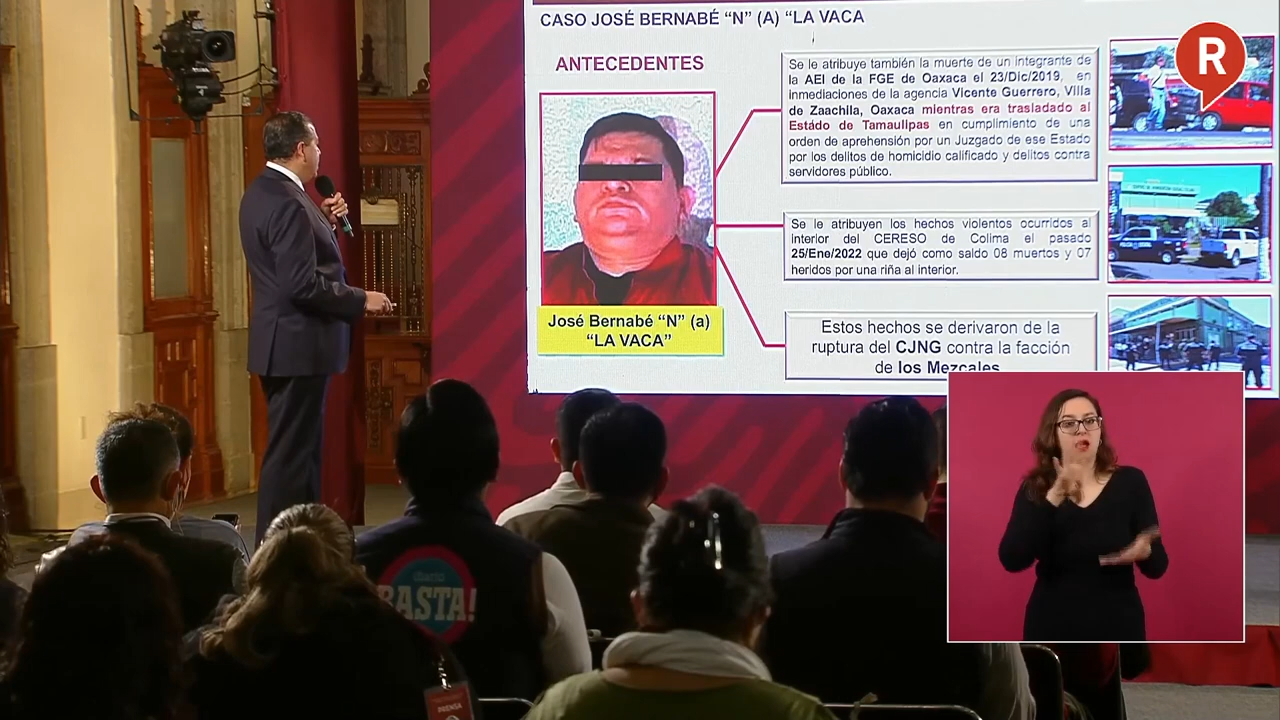 CASO JOSÉ BERNABÉ “N” (A) “LA VACA
ANTECEDENTES
José Bernabé “N” (a)
“LA VACA”
Se le atribuye también la muerte de un integrante de
la AEI de la FGE de Oaxaca el 23/Dic/2019, en
inmediaciones de la agencia Vicente Guerrero, Villa
de Zaachila, Oaxaca mientras era trasladado al
Estado de Tamaulipas en cumplimiento de una
orden de aprehensión por un Juzgado de ese Estado
por los delitos de homicidio calificado y delitos contra
servidores público.
Se le atribuyen los hechos violentos ocurridos al
interior del CERESO de Colima el pasado
25/Ene/2022 que dejó como saldo 08 muertos y 07
heridos por una riña al interior.
Estos hechos se derivaron de la
ruptura del CJNG contra la facción
de los Mezcales
R
diario
BASTA!
PRENSA